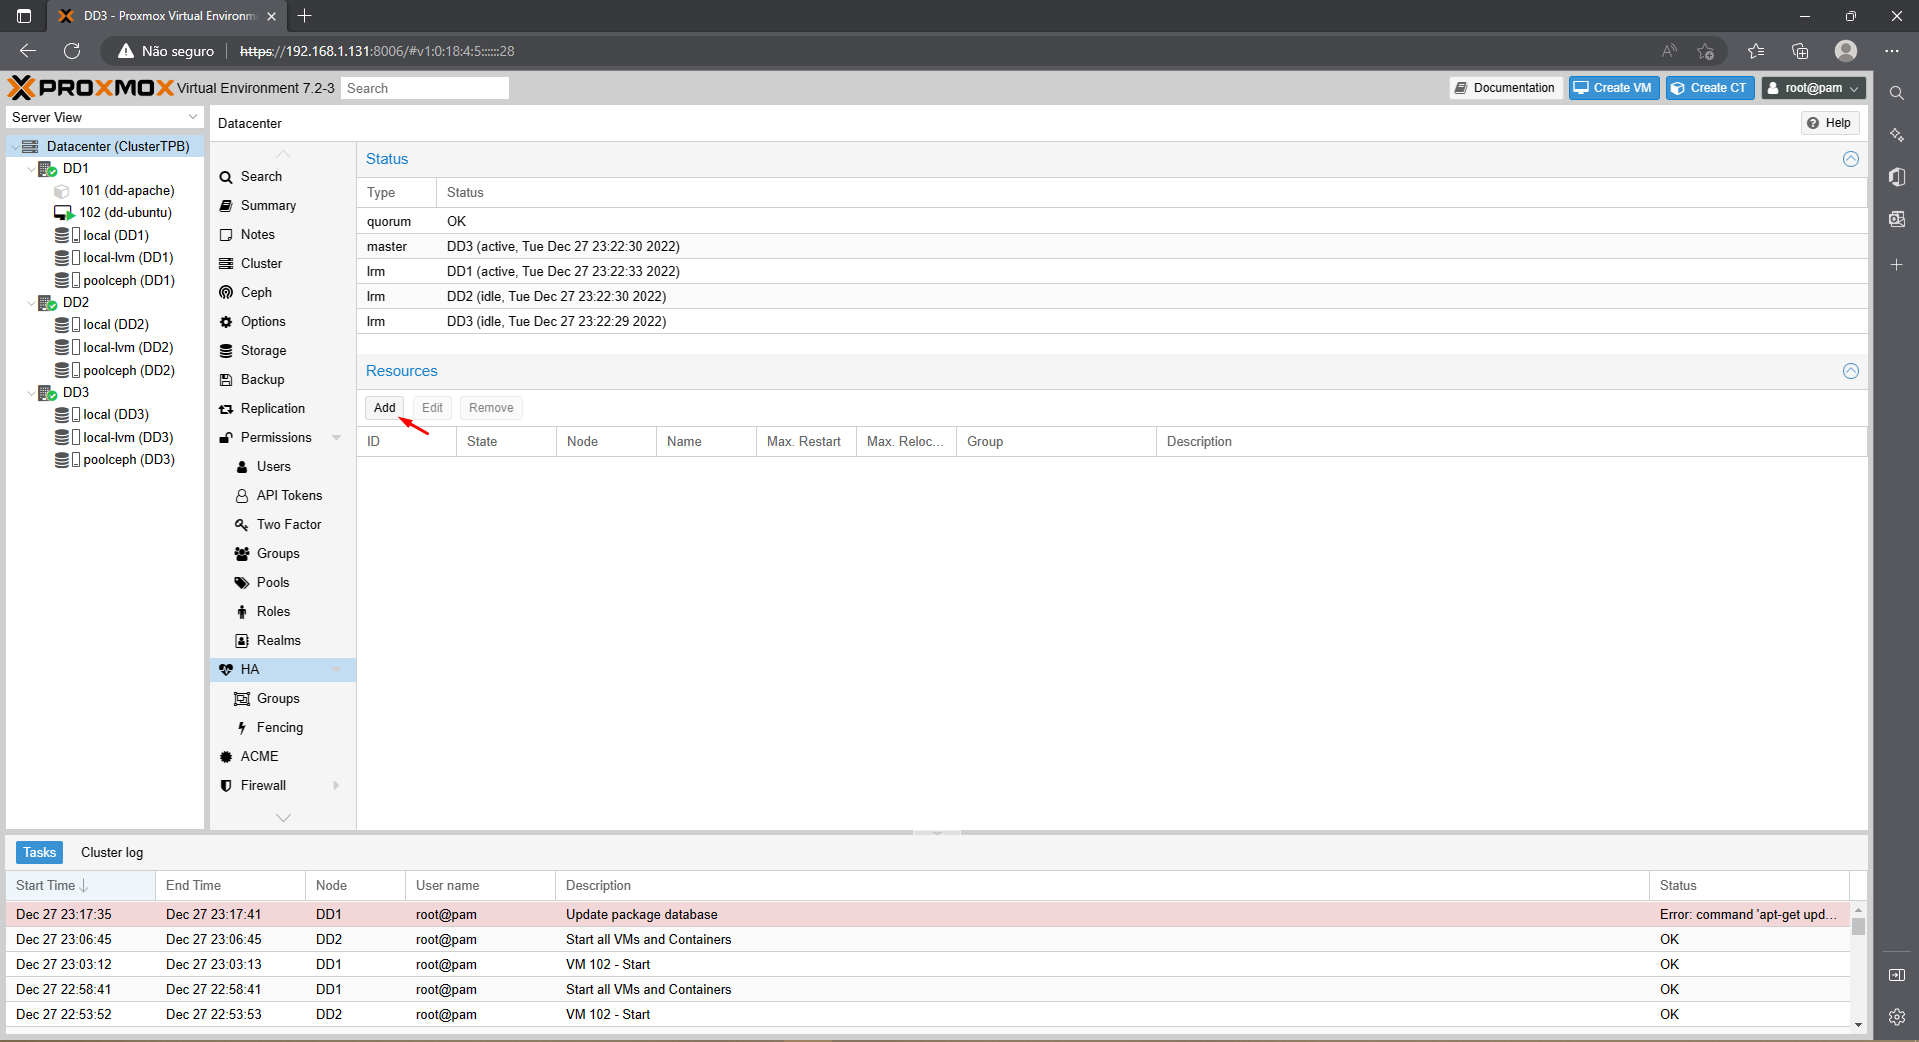 DD3 - Proxmox Virtual Environm
Não seguro https://192.168.1.131:8006/#v1:0:18:4:5::::::28
PROXMOX Virtual Environment 7.2-3 Search Documentation Create VM Create CT root@pam
Server View
Datacenter Help
Datacenter (ClusterTPB)
DD1
101 (dd-apache)
102 (dd-ubuntu)
local (DD1)
local-lvm (DD1)
poolceph (DD1)
DD2
local (DD2)
local-lvm (DD2)
poolceph (DD2)
DD3
local (DD3)
local-lvm (DD3)
poolceph (DD3)
Search
Summary
Notes
Cluster
Ceph
Options
Storage
Backup
Replication
Permissions
Users
API Tokens
Two Factor
Groups
Pools
Roles
Realms
HA
Groups
Fencing
ACME
Firewall
Status
Type Status
quorum OK
master DD3 (active, Tue Dec 27 23:22:30 2022)
lrm DD1 (active, Tue Dec 27 23:22:33 2022)
lrm DD2 (idle, Tue Dec 27 23:22:30 2022)
lrm DD3 (idle, Tue Dec 27 23:22:29 2022)
Resources
Add Edit Remove
ID State Node Name Max. Restart Max. Reloc... Group Description
Tasks Cluster log
Start Time End Time Node User name Description Status
Dec 27 23:17:35 Dec 27 23:17:41 DD1 root@pam Update package database Error: command 'apt-get upd...
Dec 27 23:06:45 Dec 27 23:06:45 DD2 root@pam Start all VMs and Containers OK
Dec 27 23:03:12 Dec 27 23:03:13 DD1 root@pam VM 102 - Start OK
Dec 27 22:58:41 Dec 27 22:58:41 DD1 root@pam Start all VMs and Containers OK
Dec 27 22:53:52 Dec 27 22:53:53 DD2 root@pam VM 102 - Start OK